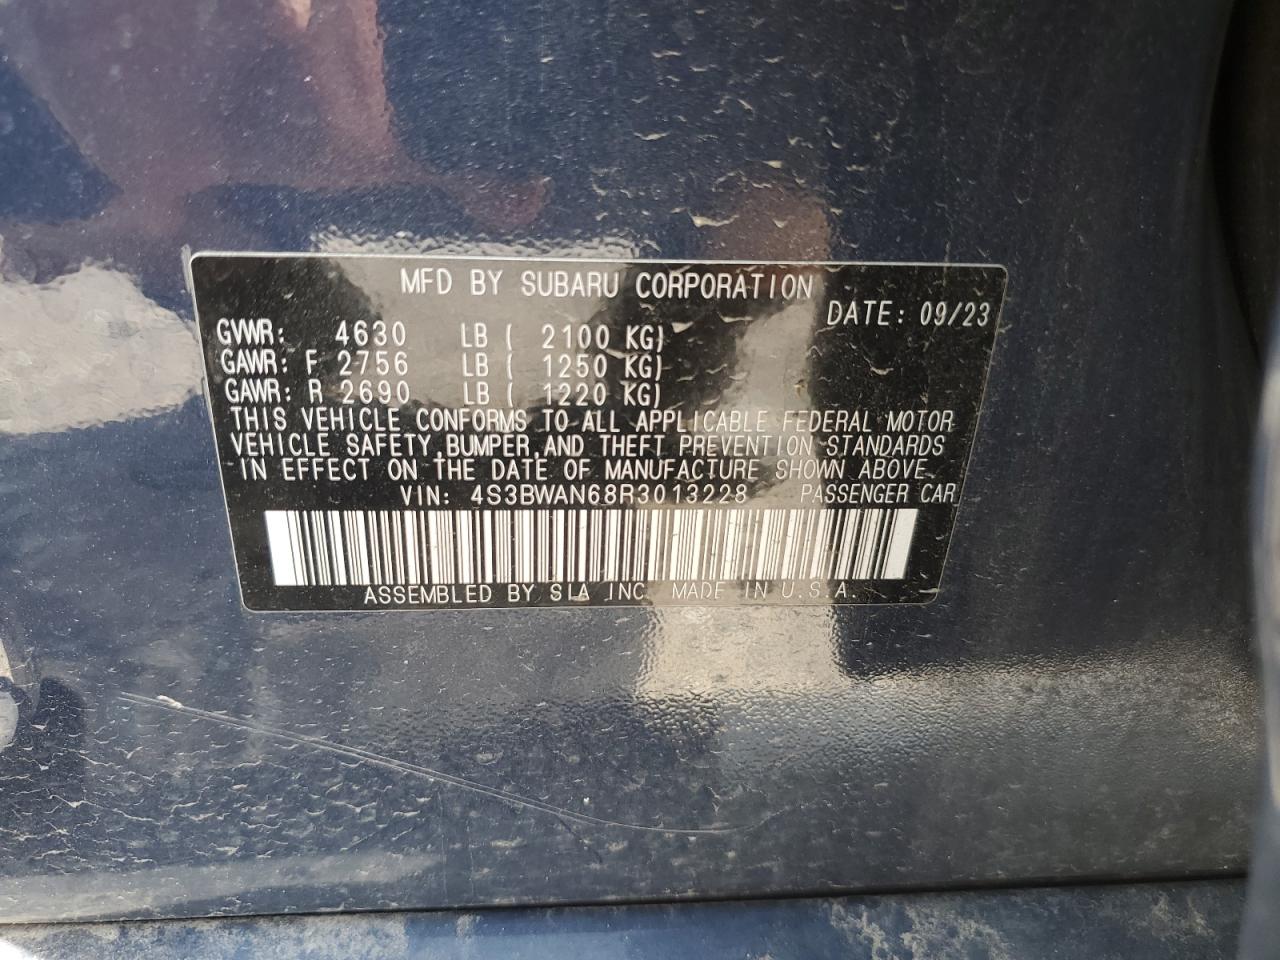 MFD BY SUBARU CORPORATION
DATE: 09/23
GVWR: 4630 LB ( 2100 KG)
GAWR: F 2756 LB ( 1250 KG)
GAWR: R 2690 LB ( 1220 KG)
THIS VEHICLE CONFORMS TO ALL APPLICABLE FEDERAL MOTOR
VEHICLE SAFETY,BUMPER,AND THEFT PREVENTION STANDARDS
IN EFFECT ON THE DATE OF MANUFACTURE SHOWN ABOVE
VIN: 4S3BWAN68R3013228 PASSENGER CAR
ASSEMBLED BY SIA INC. MADE IN U.S.A.